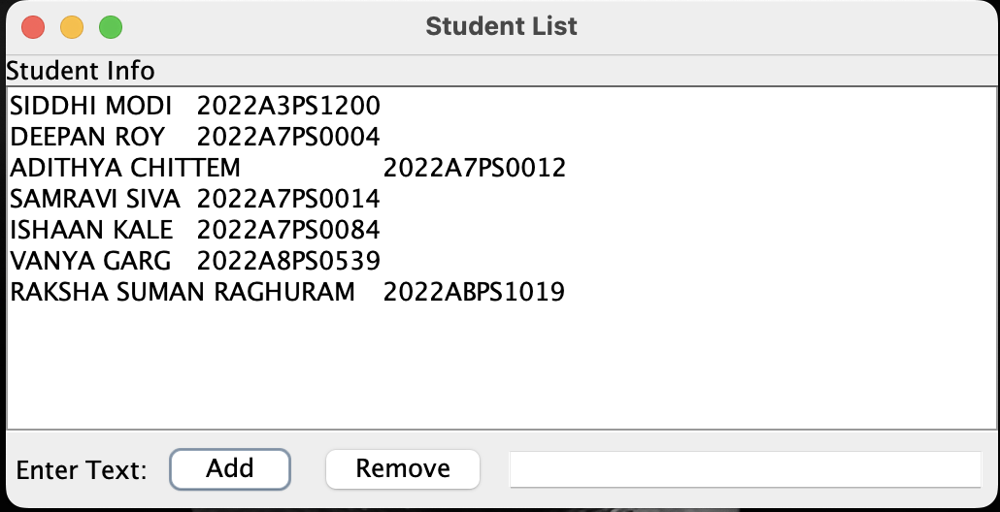 Student List
Student Info
SIDDHI MODI 2022A3PS1200
DEEPAN ROY 2022A7PS0004
ADITHYA CHITTEM 2022A7PS0012
SAMRAVI SIVA 2022A7PS0014
ISHAAN KALE 2022A7PS0084
VANYA GARG 2022A8PS0539
RAKSHA SUMAN RAGHURAM 2022ABPS1019
Enter Text: Add Remove